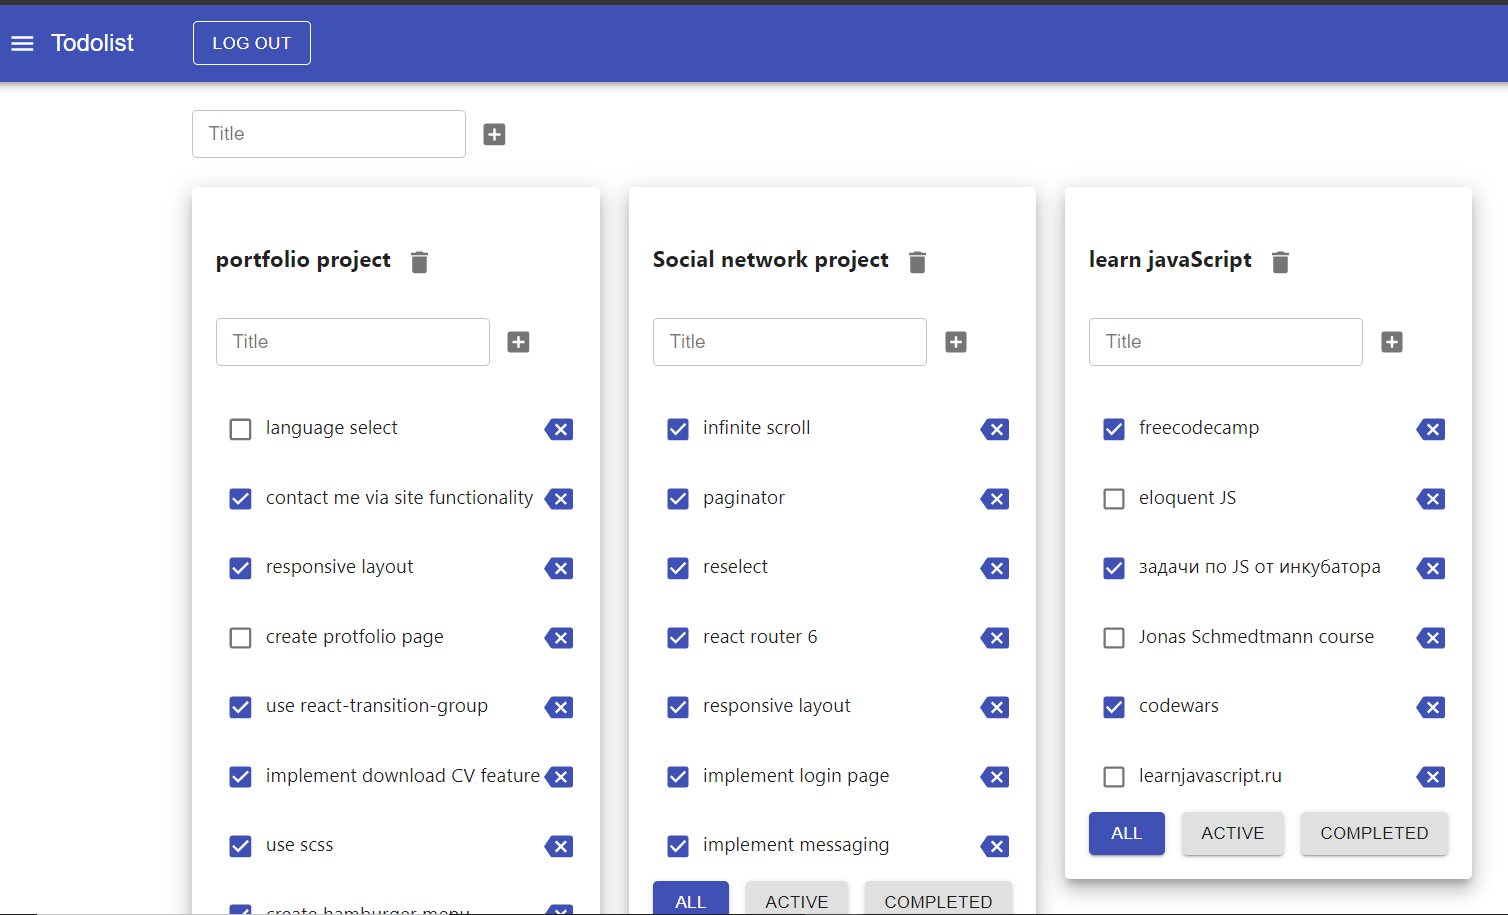 Todolist
LOG OUT
Title
portfolio project
Title
language select
contact me via site functionality
responsive layout
create protfolio page
use react-transition-group
implement download CV feature
use scss
create hamburger menu
Social network project
Title
infinite scroll
paginator
reselect
react router 6
responsive layout
implement login page
implement messaging
ALL
ACTIVE
COMPLETED
learn javaScript
Title
freecodecamp
eloquent JS
задачи по JS от инкубатора
Jonas Schmedtmann course
codewars
learnjavascript.ru
ALL
ACTIVE
COMPLETED